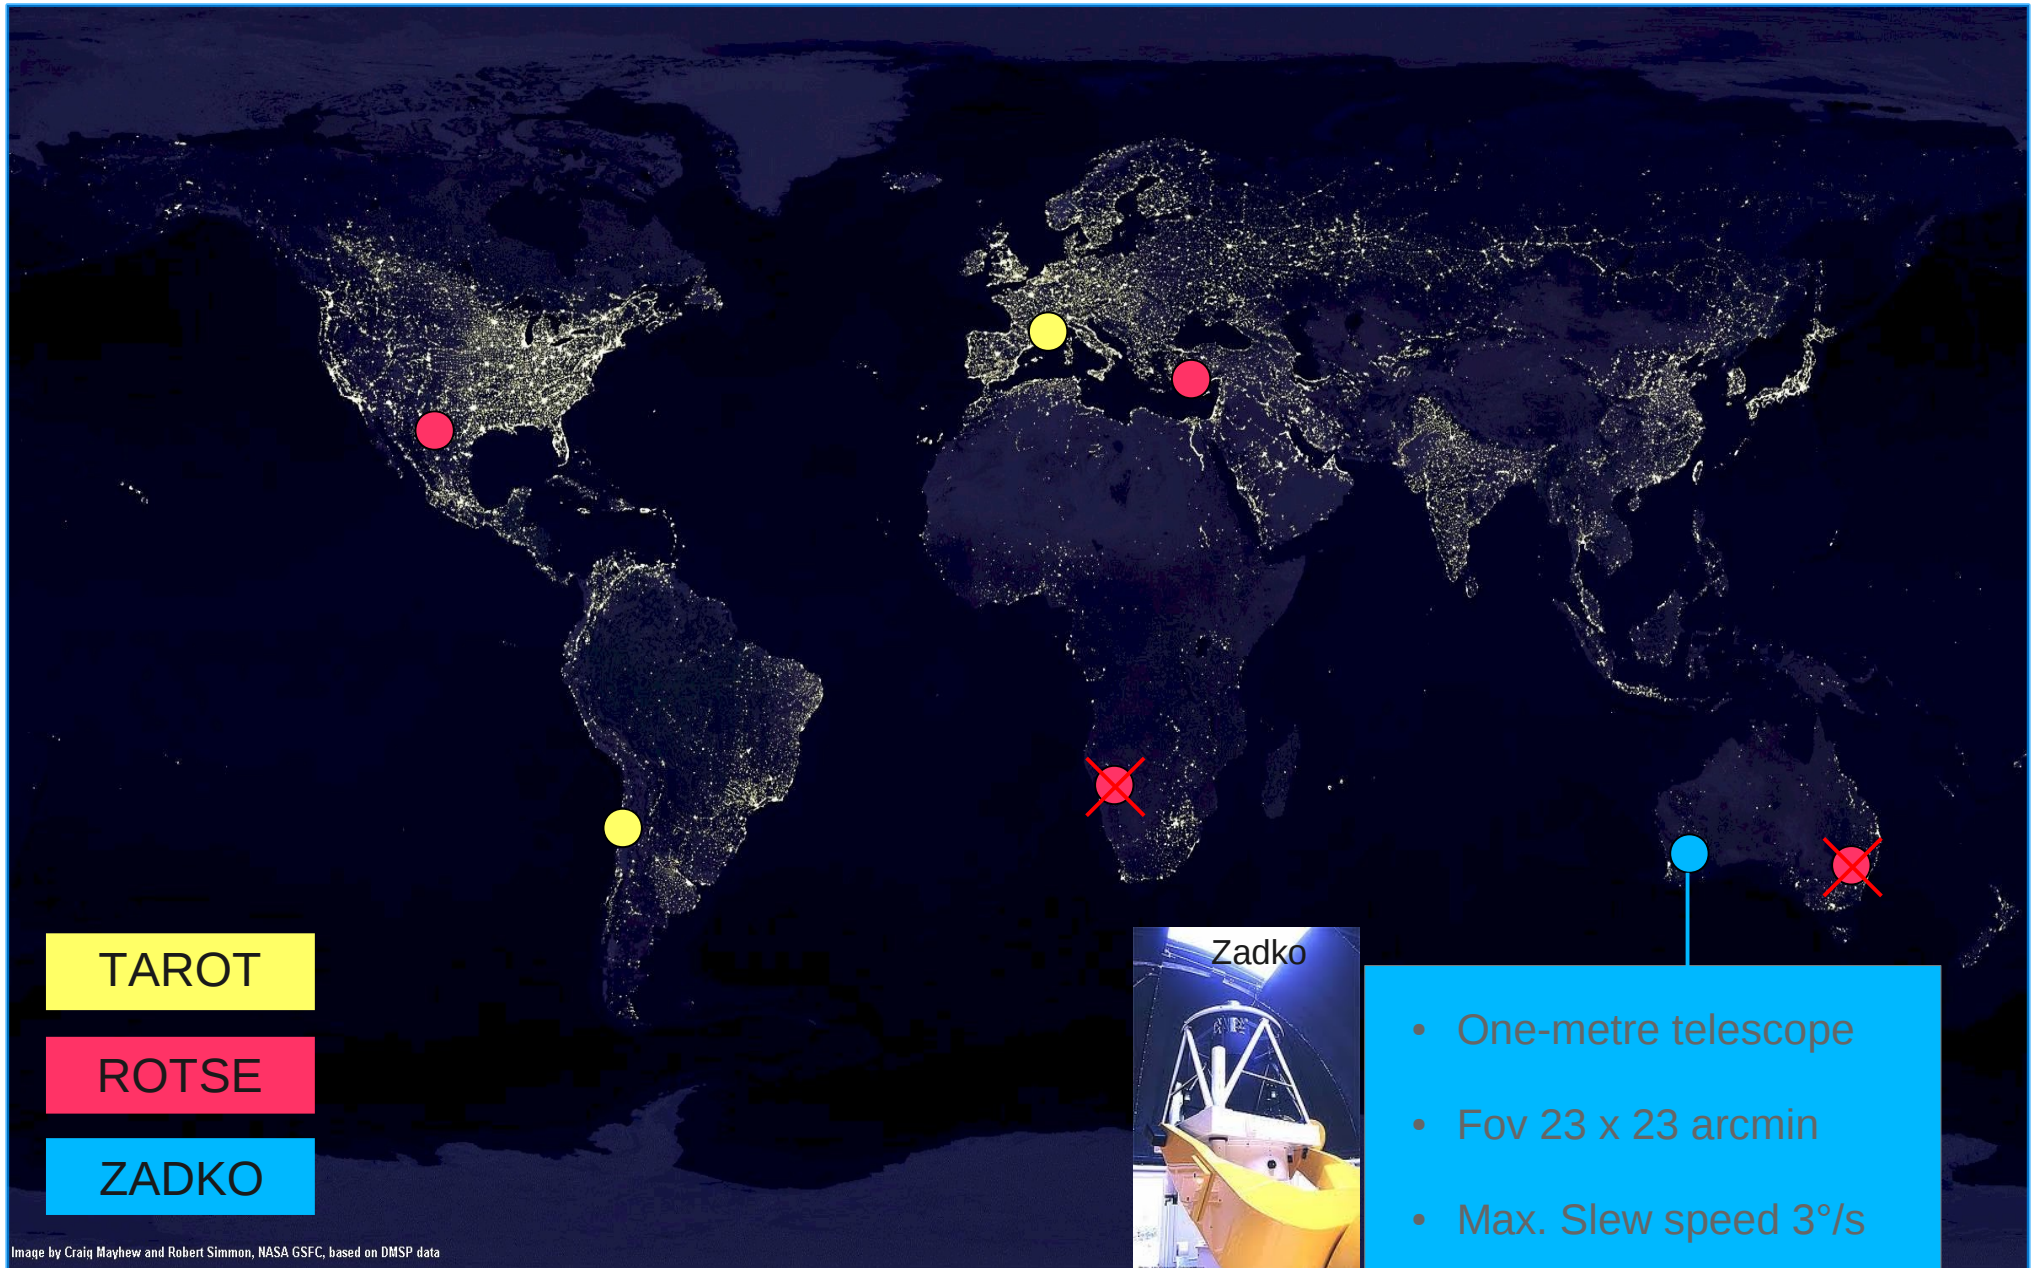 TAROT
ROTSE
ZADKO
Image by Craig Mayhew and Robert Simmon, NASA GSFC, based on DMSP data
Zadko
• One-metre telescope
• Fov 23 x 23 arcmin
• Max. Slew speed 3°/s